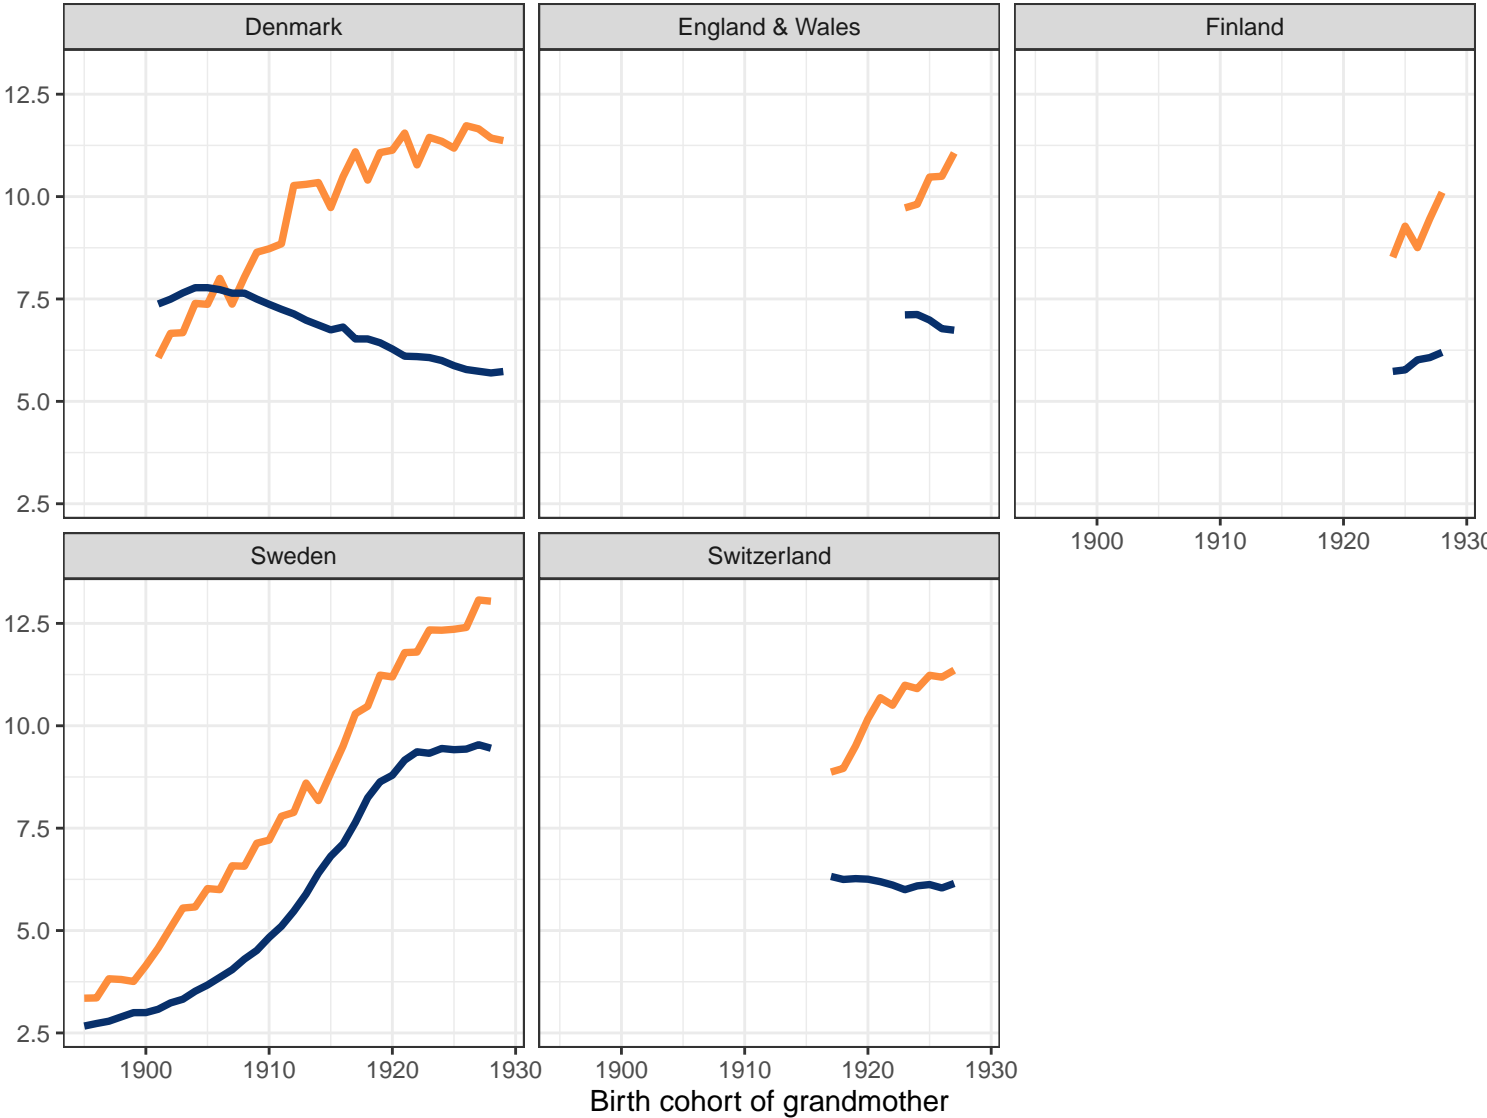 Denmark England & Wales Finland
12.5
10.0
7.5
5.0
2.5
1900 1910 1920 1930
Sweden Switzerland
12.5
10.0
7.5
5.0
2.5
1900 1910 1920 1930 1900 1910 1920 1930
Birth cohort of grandmother